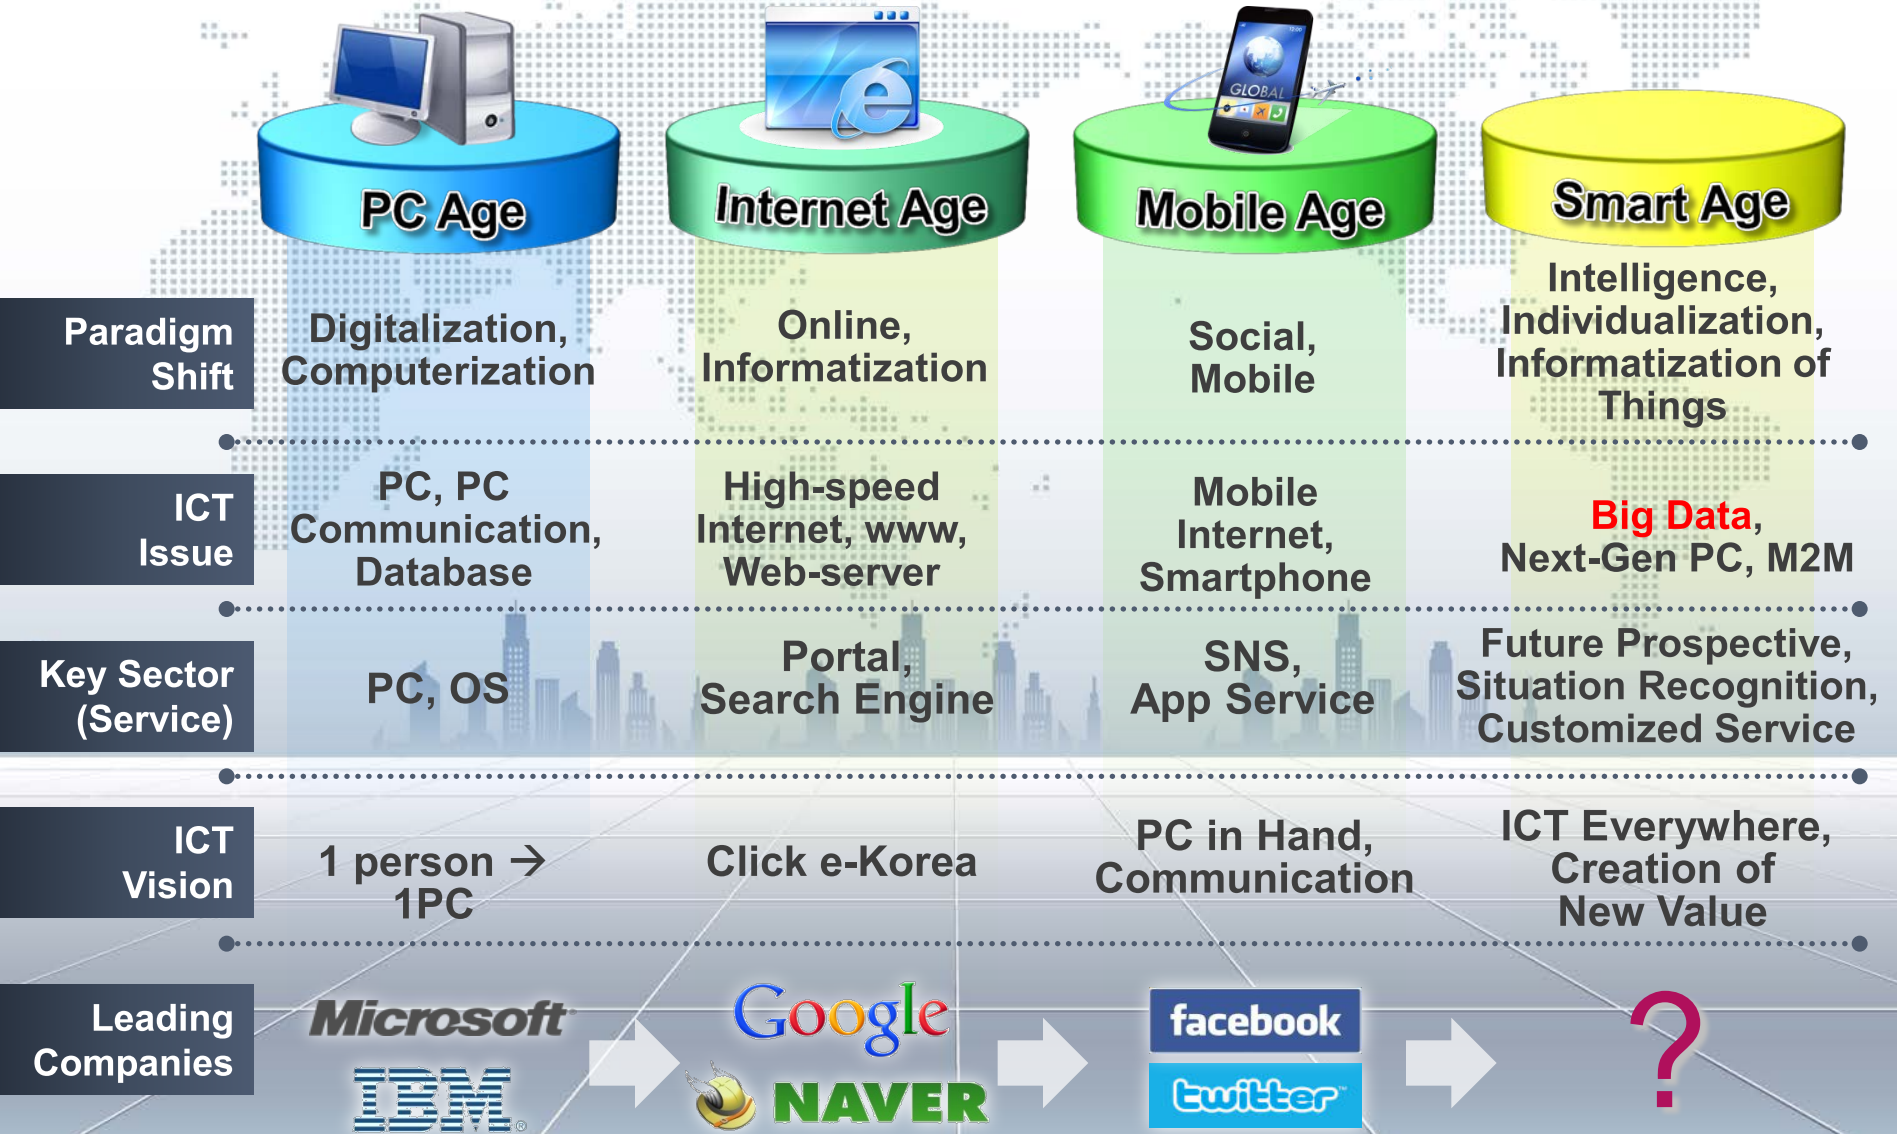 GLOBAL
PC Age
Internet Age
Mobile Age
Smart Age
Paradigm
Shift
Digitalization,
Computerization
Online,
Informatization
Social,
Mobile
Intelligence,
Individualization,
Informatization of
Things
ICT
Issue
PC, PC
Communication,
Database
High-speed
Internet, www,
Web-server
Mobile
Internet,
Smartphone
Big Data,
Next-Gen PC, M2M
Key Sector
(Service)
PC, OS
Portal,
Search Engine
SNS,
App Service
Future Prospective,
Situation Recognition,
Customized Service
ICT
Vision
1 person →
1PC
Click e-Korea
PC in Hand,
Communication
ICT Everywhere,
Creation of
New Value
Leading
Companies
Microsoft
IBM®
Google
NAVER
facebook
twitter™
?